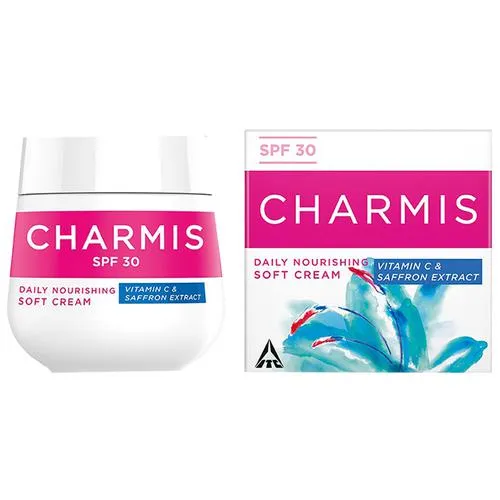 CHARMIS
SPF 30
DAILY NOURISHING
SOFT CREAM
VITAMIN C &
SAFFRON EXTRACT
SPF 30
CHARMIS
DAILY NOURISHING
SOFT CREAM
VITAMIN C &
SAFFRON EXTRACT
ITC